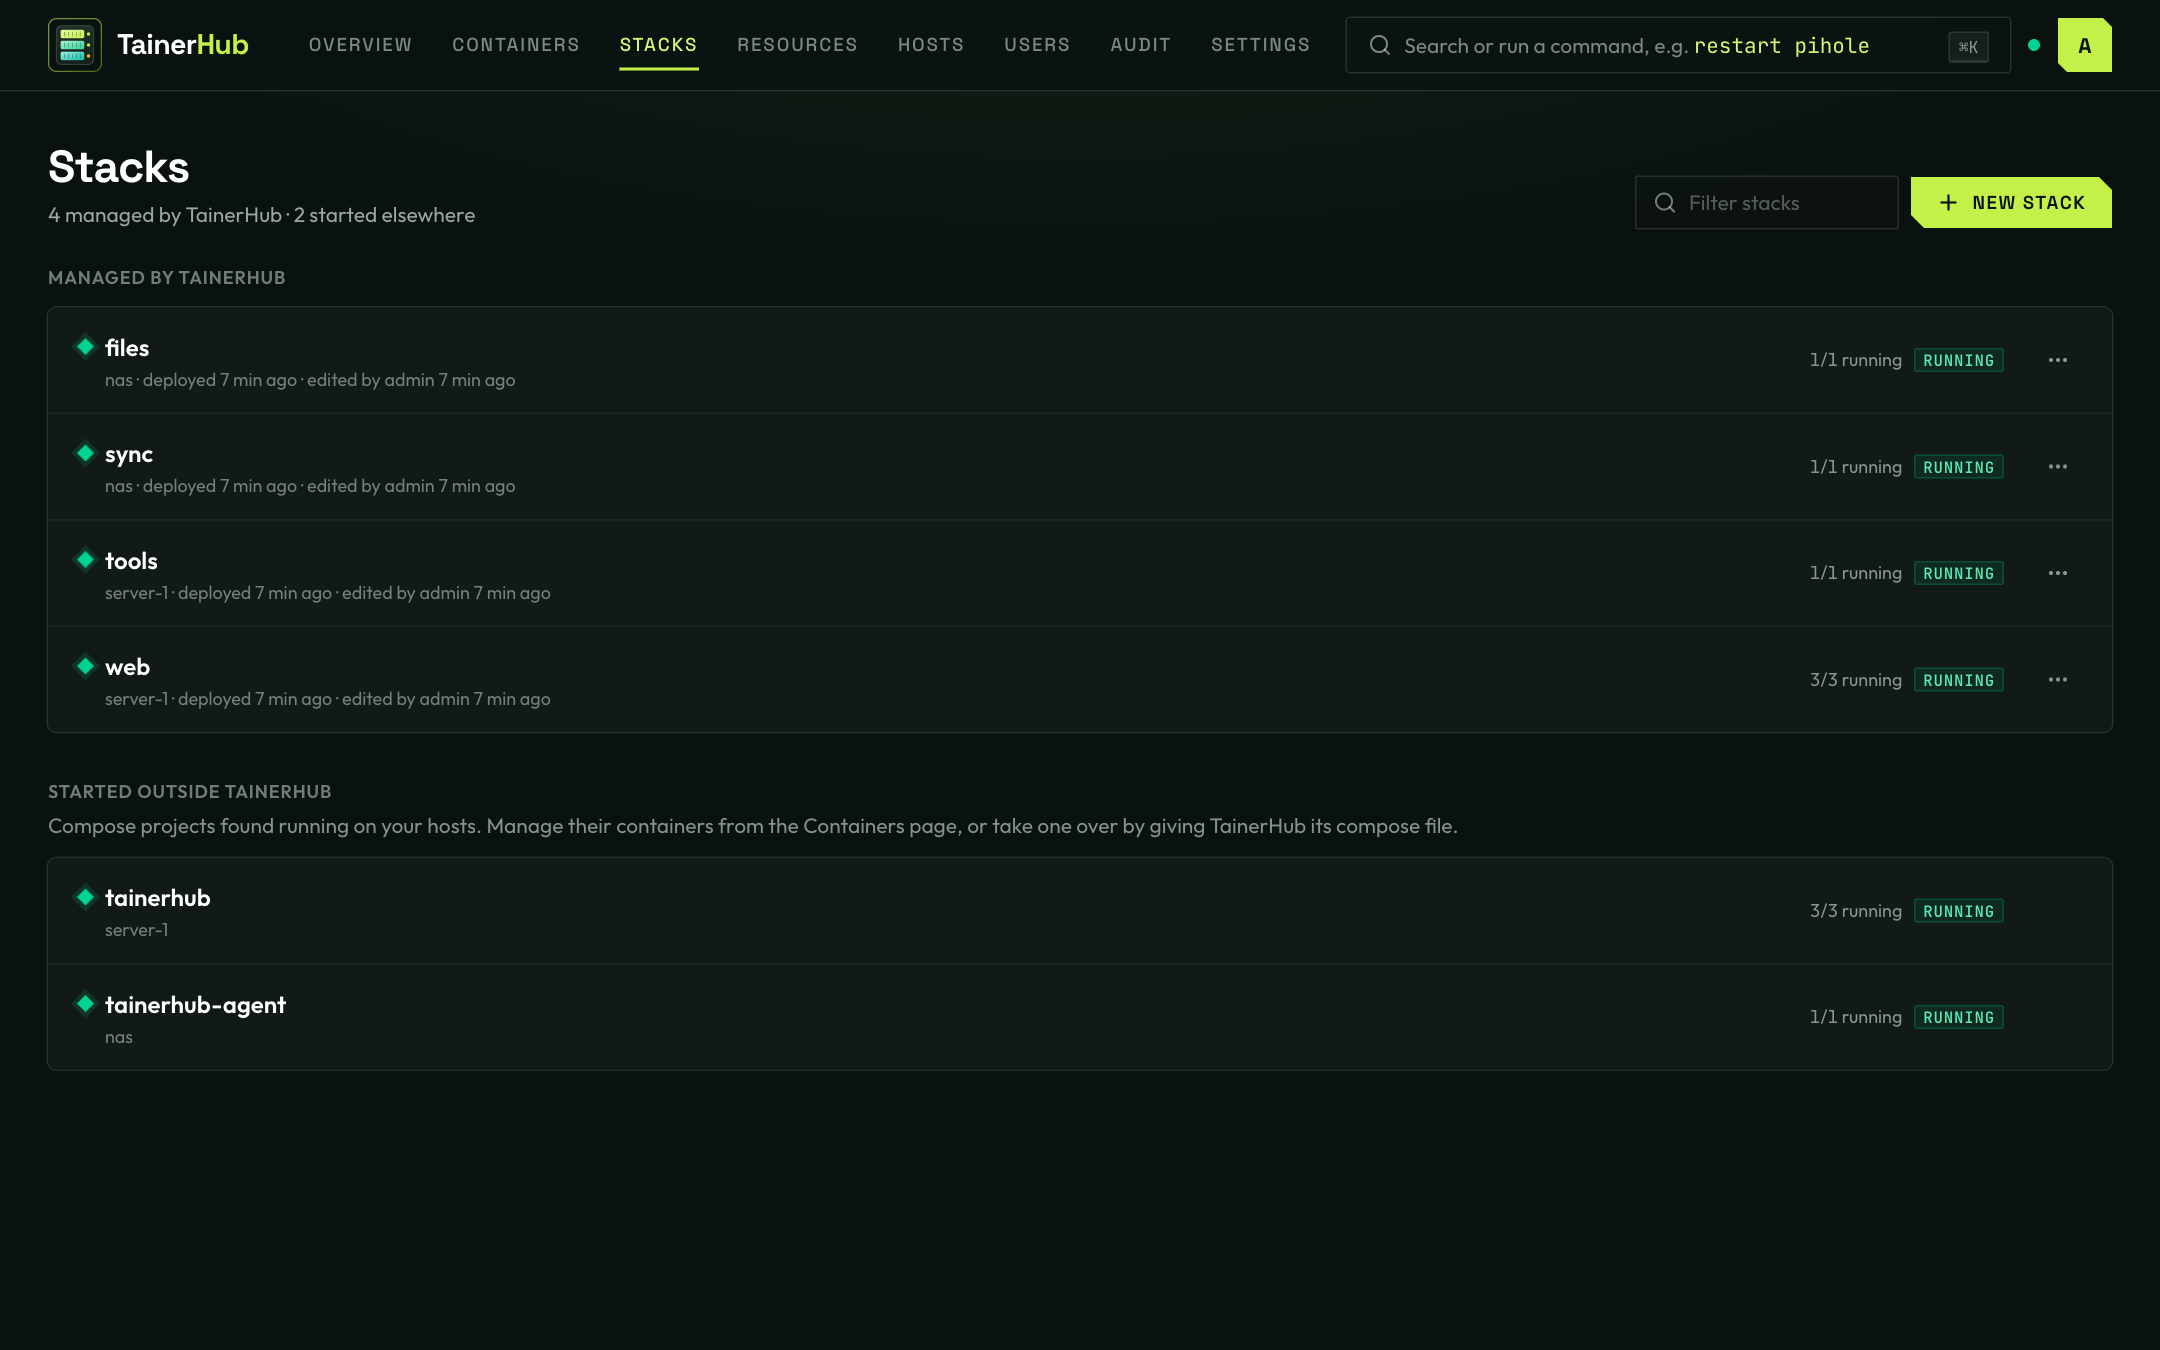 TainerHub
OVERVIEW CONTAINERS STACKS RESOURCES HOSTS USERS AUDIT SETTINGS
Search or run a command, e.g. restart pihole
⌘K
A
Stacks
4 managed by TainerHub · 2 started elsewhere
Filter stacks
NEW STACK
MANAGED BY TAINERHUB
files
nas · deployed 7 min ago · edited by admin 7 min ago
1/1 running RUNNING
sync
nas · deployed 7 min ago · edited by admin 7 min ago
1/1 running RUNNING
tools
server-1 · deployed 7 min ago · edited by admin 7 min ago
1/1 running RUNNING
web
server-1 · deployed 7 min ago · edited by admin 7 min ago
3/3 running RUNNING
STARTED OUTSIDE TAINERHUB
Compose projects found running on your hosts. Manage their containers from the Containers page, or take one over by giving TainerHub its compose file.
tainerhub
server-1
3/3 running RUNNING
tainerhub-agent
nas
1/1 running RUNNING